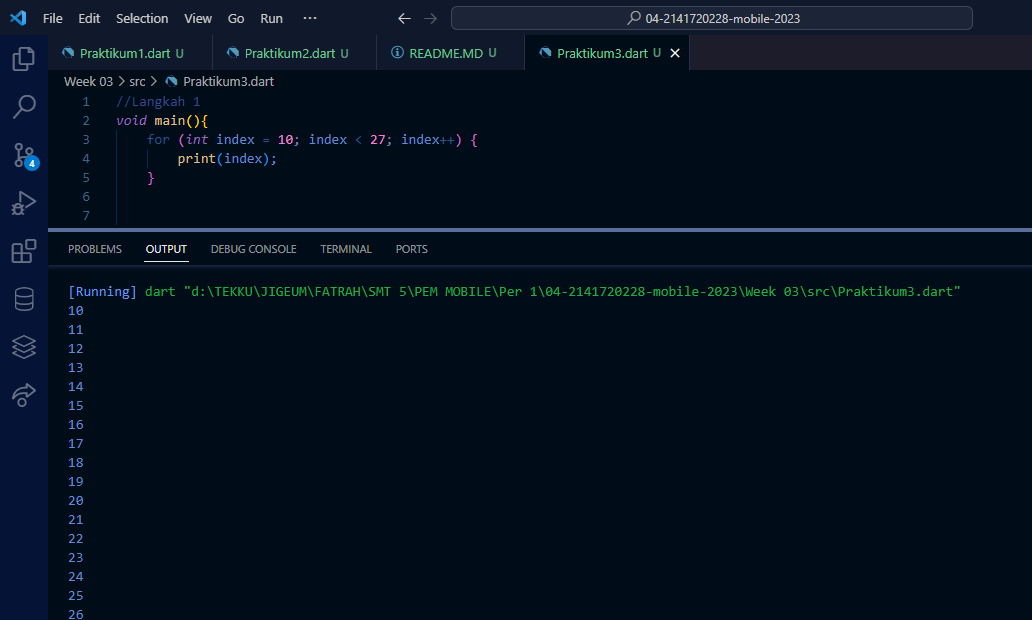 File Edit Selection View Go Run ··· 04-2141720228-mobile-2023
Praktikum1.dart U Praktikum2.dart U README.MD U Praktikum3.dart U
Week 03 > src > Praktikum3.dart
1 //Langkah 1
2 void main(){
3 for (int index = 10; index < 27; index++) {
4 print(index);
5 }
6
7
4
PROBLEMS OUTPUT DEBUG CONSOLE TERMINAL PORTS
[Running] dart "d:\TEKKU\JIGEUM\FATRAH\SMT 5\PEM MOBILE\Per 1\04-2141720228-mobile-2023\Week 03\src\Praktikum3.dart"
10
11
12
13
14
15
16
17
18
19
20
21
22
23
24
25
26